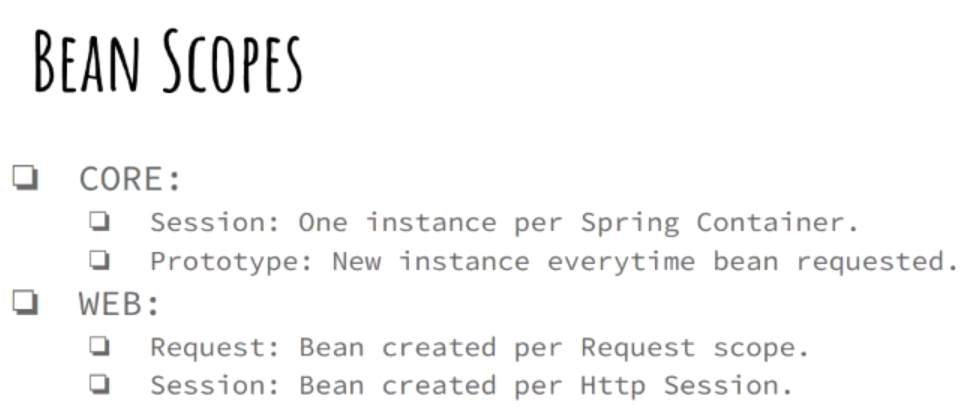 BEAN SCOPES
❏ CORE:
❏ Session: One instance per Spring Container.
❏ Prototype: New instance everytime bean requested.
❏ WEB:
❏ Request: Bean created per Request scope.
❏ Session: Bean created per Http Session.